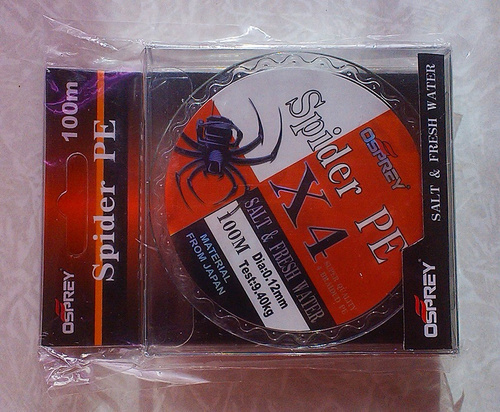 100m
Spider PE
OSPREY
Spider PE
X4
OSPREY
SALT & FRESH WATER
100M
Dia:0.12mm
Test:9.40kg
MATERIAL
FROM JAPAN
SALT & FRESH WATER
OSPREY